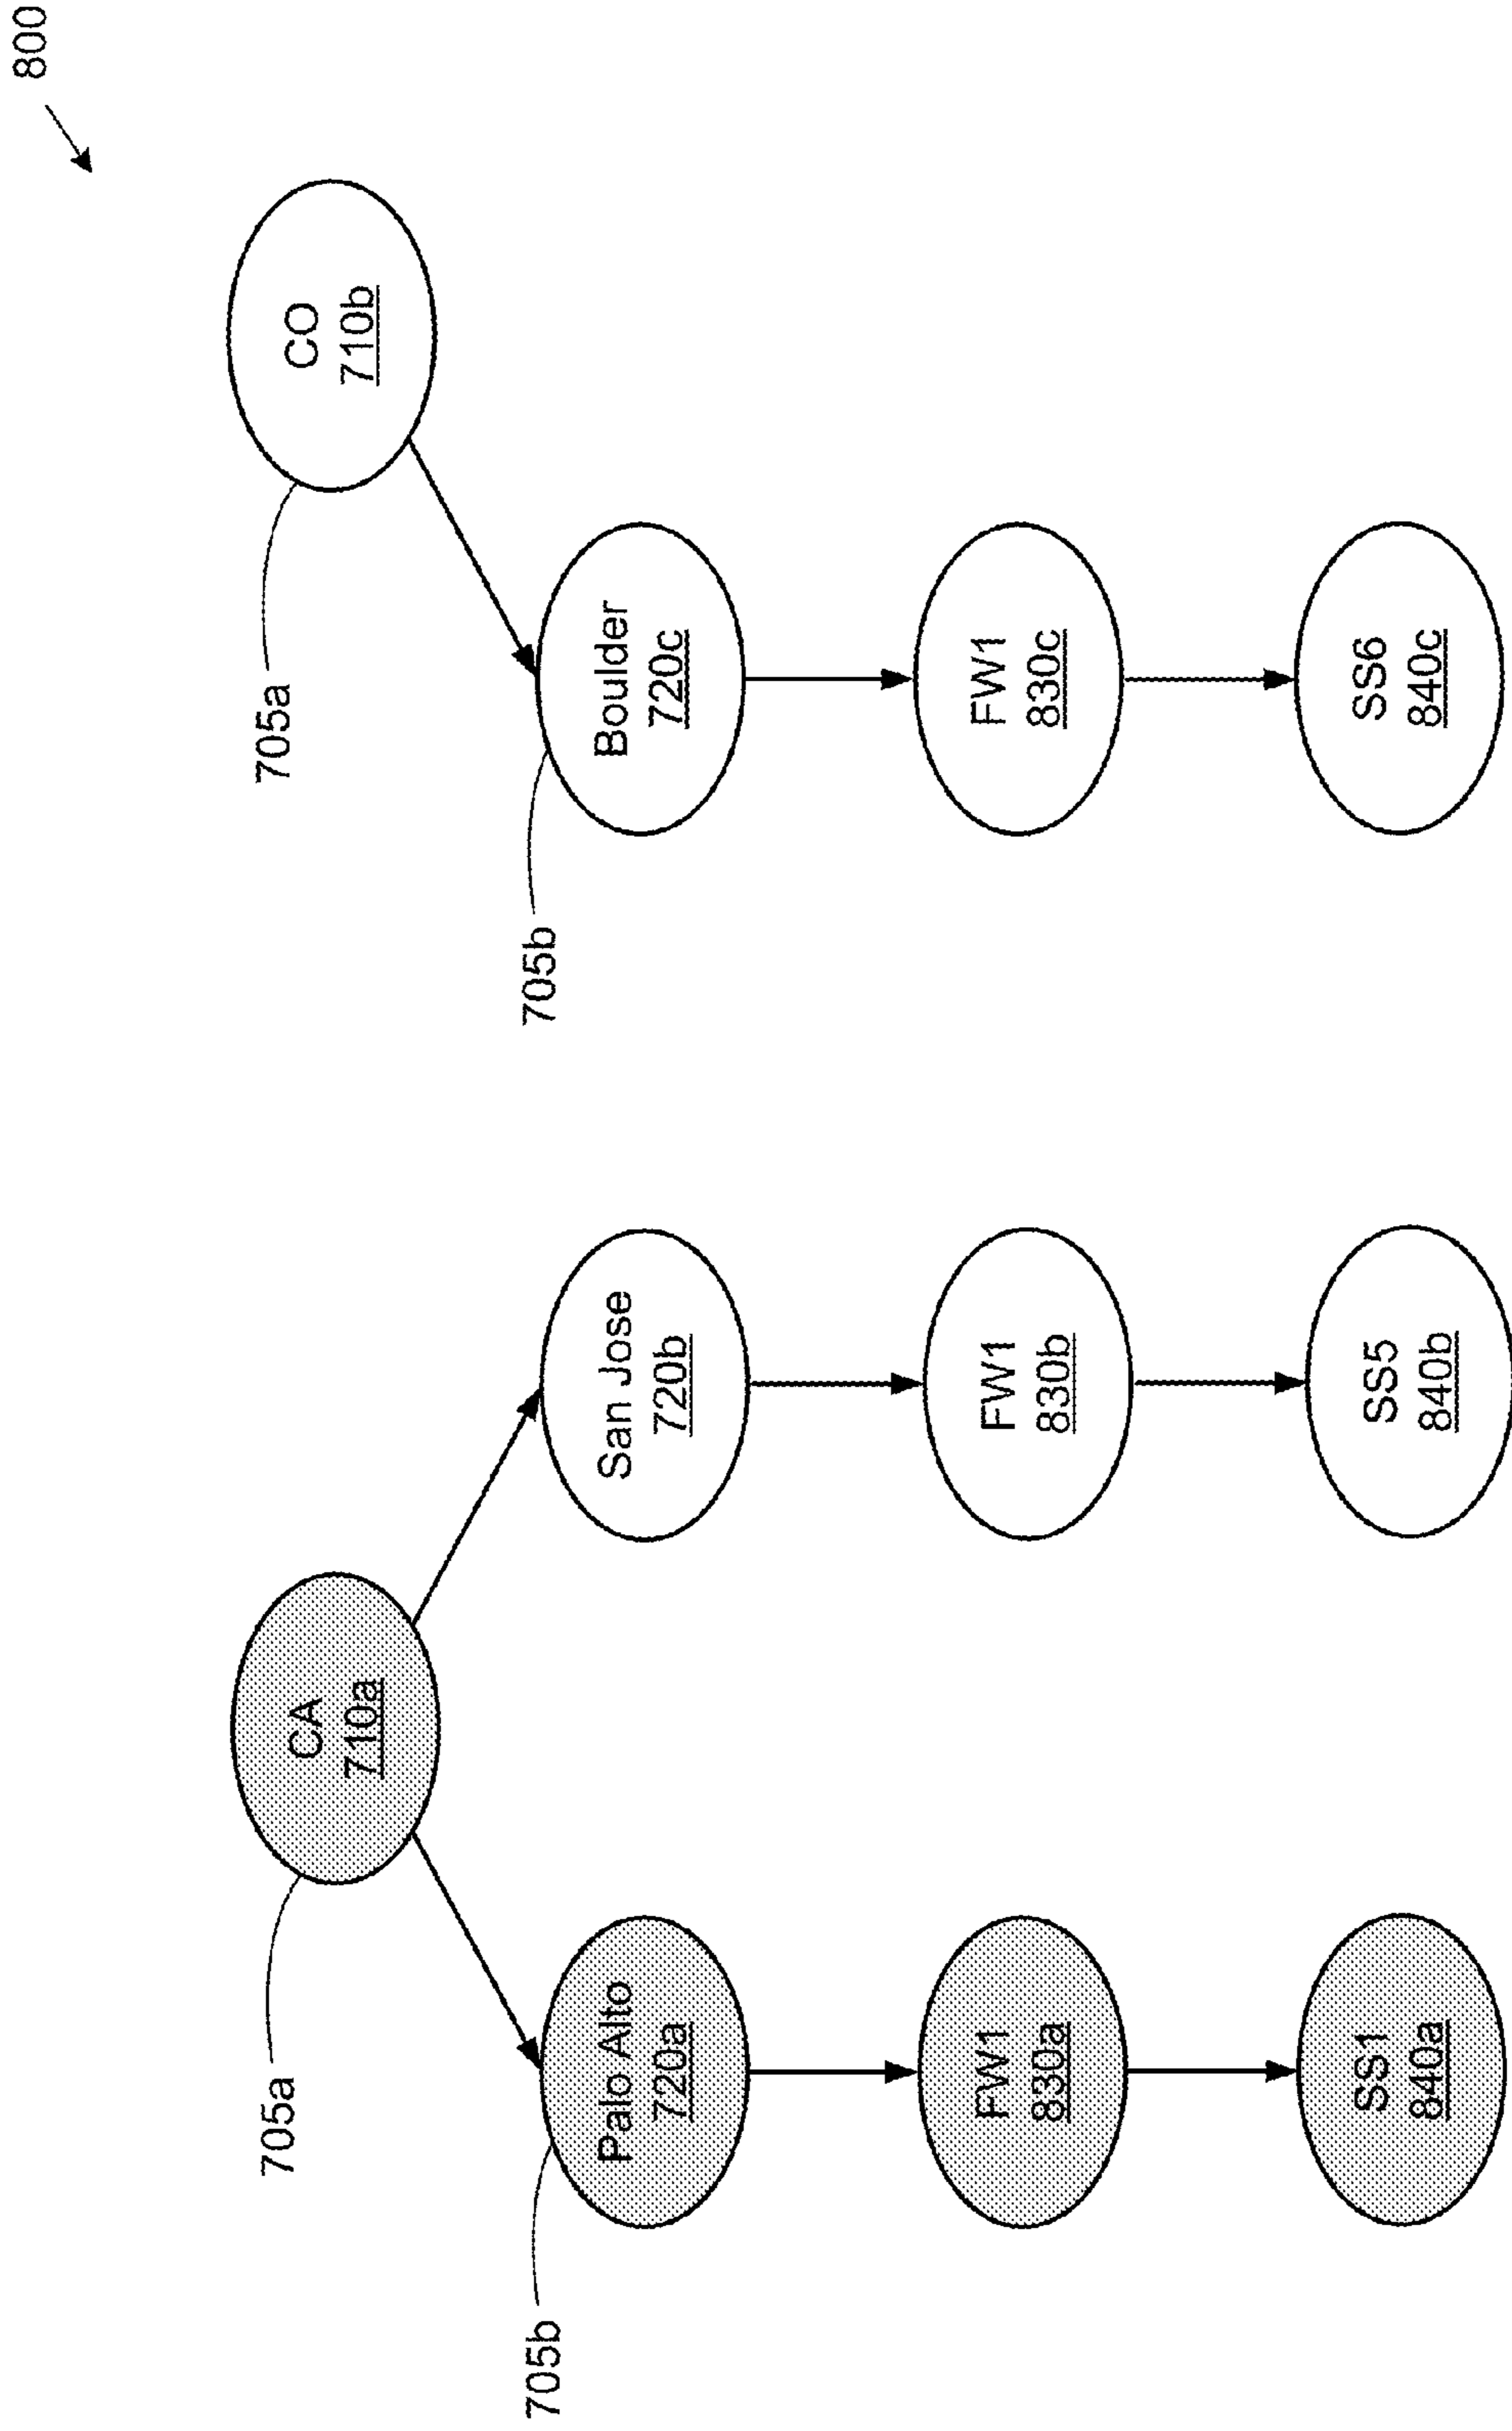 800
705a
CA
710a
705a
CO
710b
705b
Palo Alto
720a
San Jose
720b
705b
Boulder
720c
FW1
830a
FW1
830b
FW1
830c
SS1
840a
SS5
840b
SS6
840c